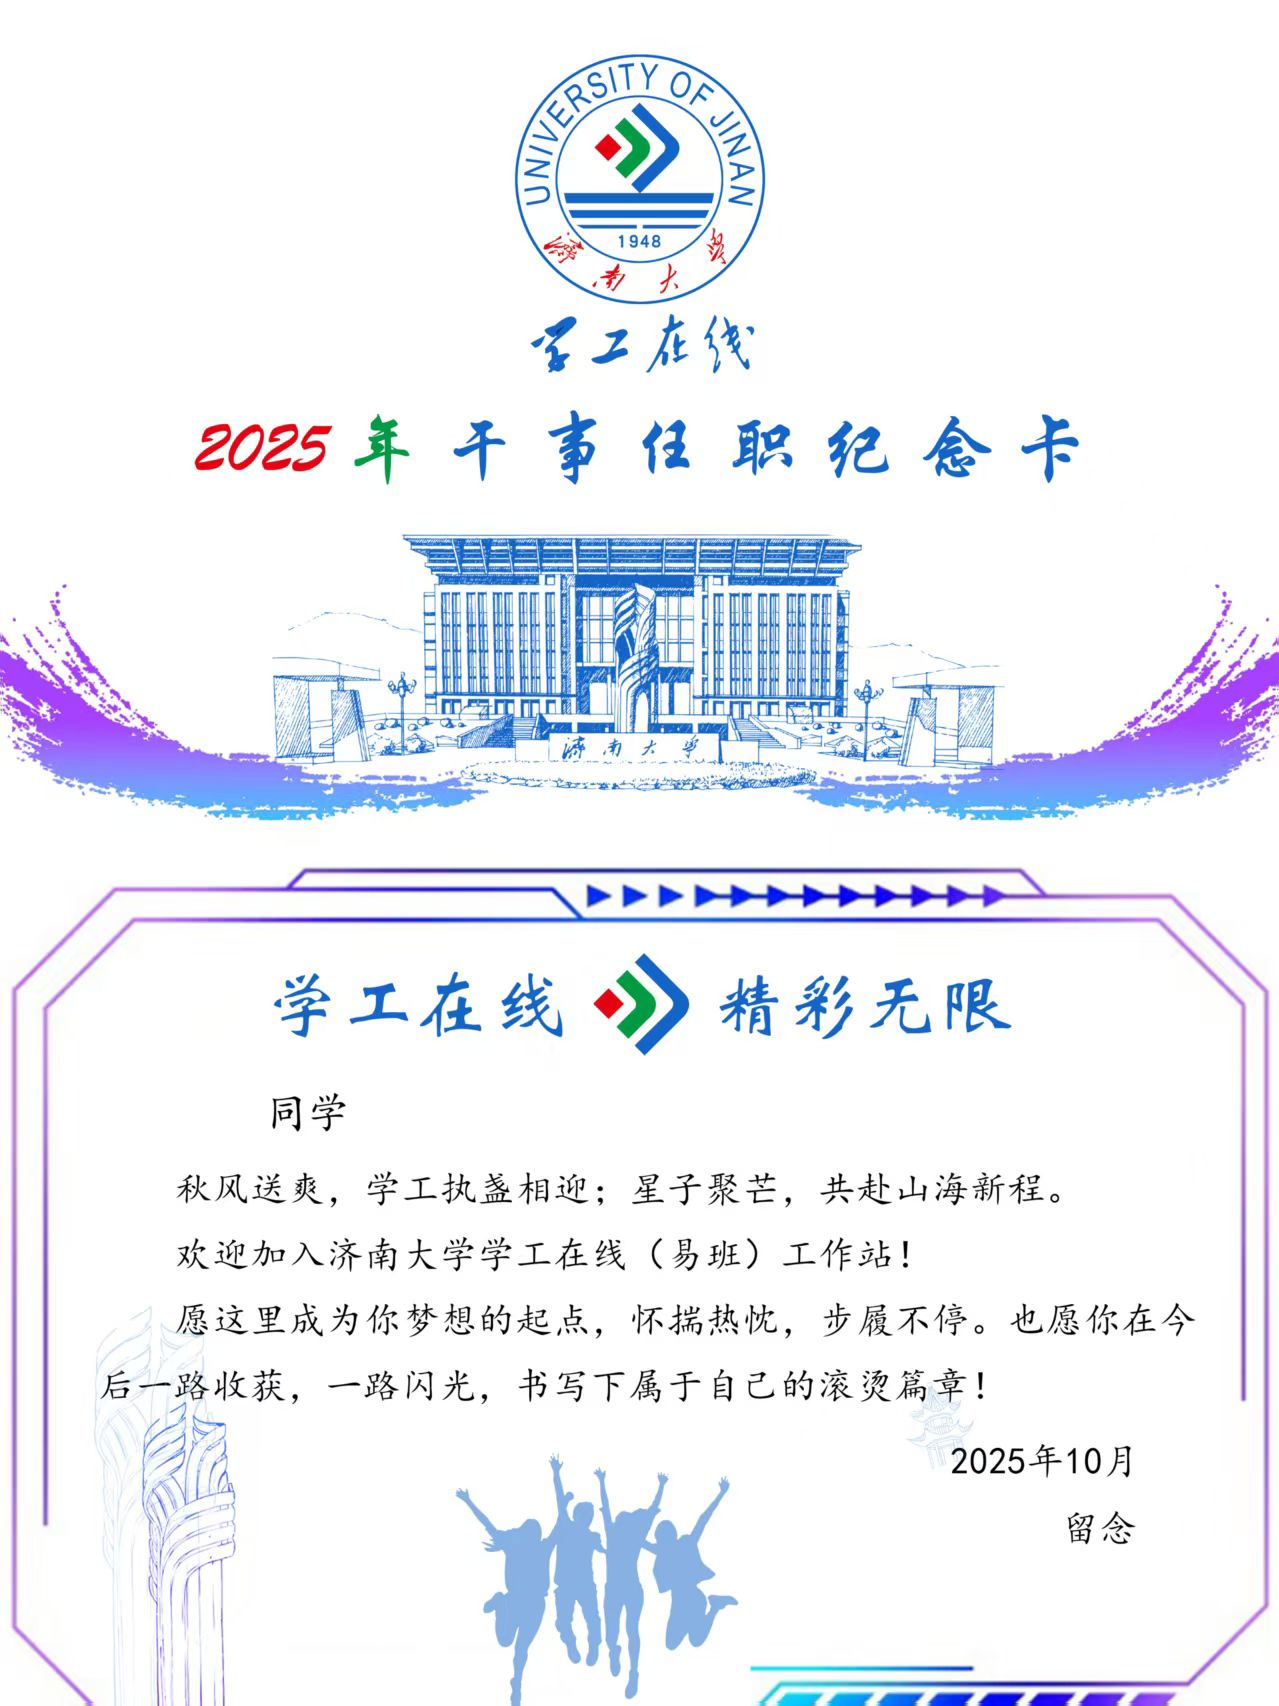 UNIVERSITY OF JINAN
1948
济南大学
学工在线
2025年干事任职纪念卡
济南大学
学工在线 精彩无限
同学
秋风送爽，学工执盏相迎；星子聚芒，共赴山海新程。
欢迎加入济南大学学工在线（易班）工作站！
愿这里成为你梦想的起点，怀揣热忱，步履不停。也愿你在今
后一路收获，一路闪光，书写下属于自己的滚烫篇章！
2025年10月
留念